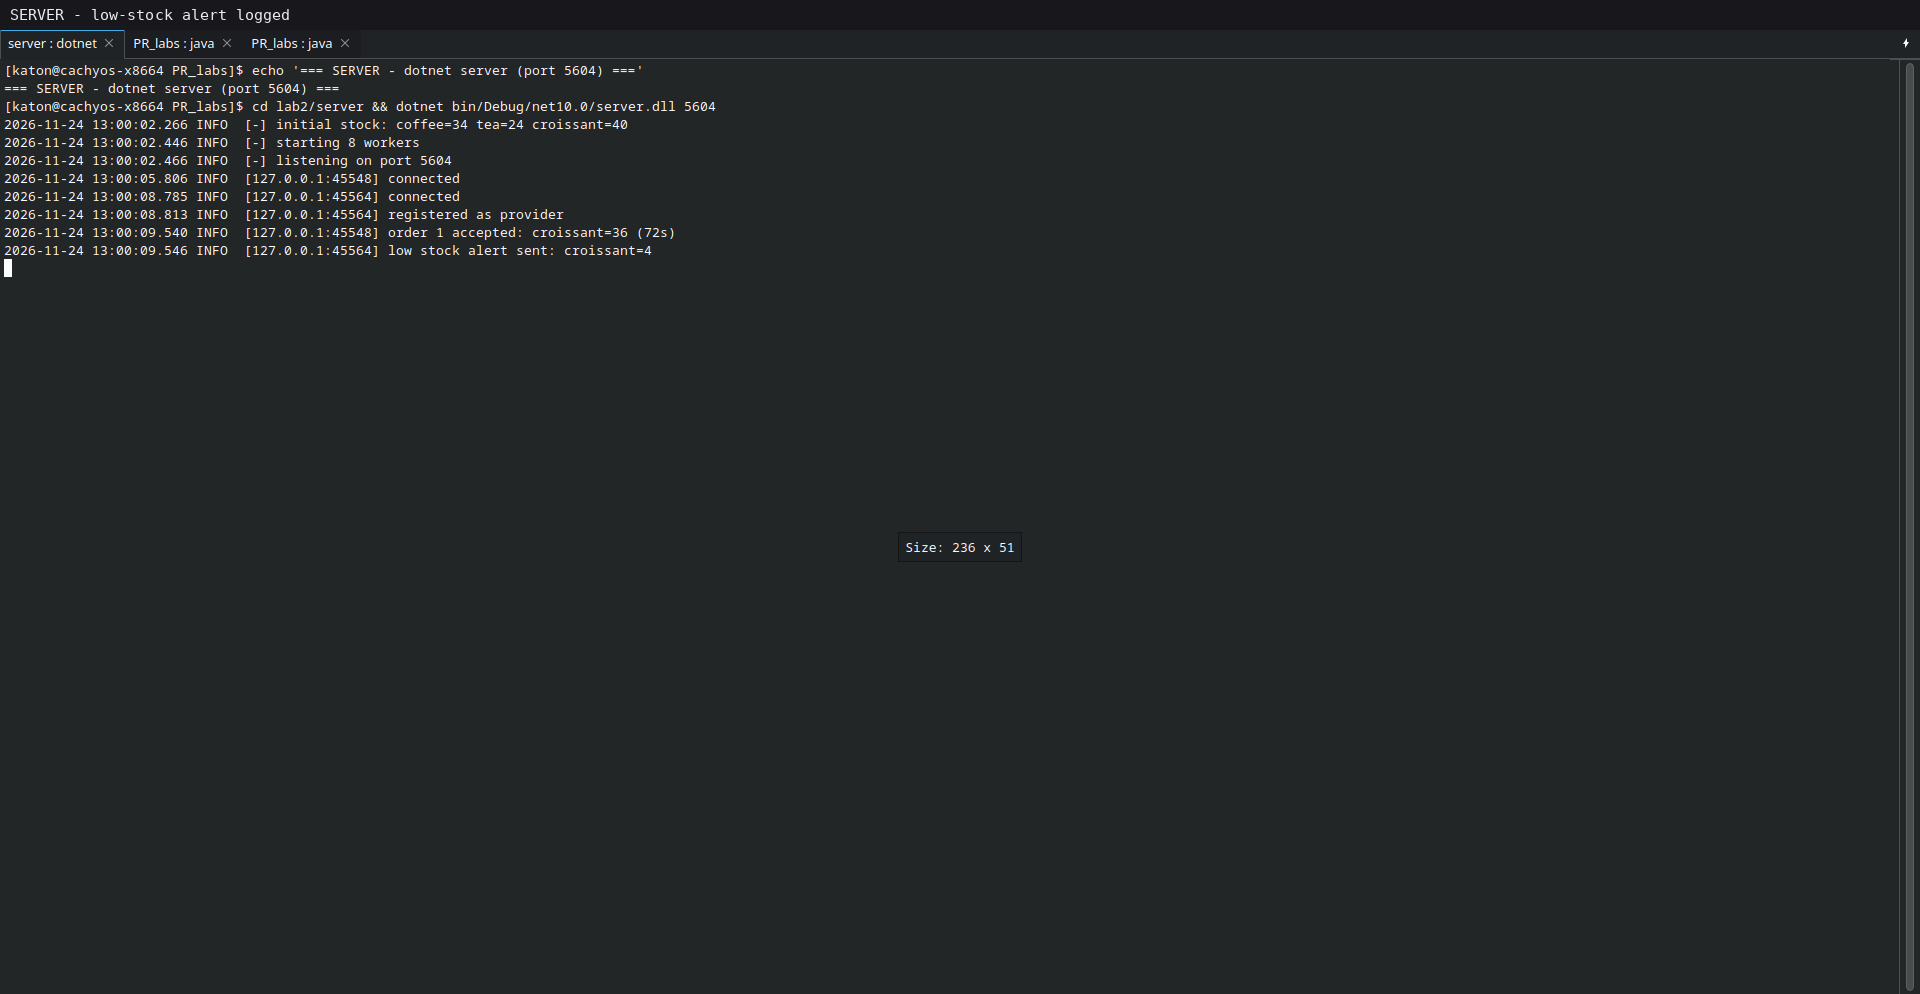 SERVER - low-stock alert logged
server : dotnet
PR_labs : java
PR_labs : java
[katon@cachyos-x8664 PR_labs]$ echo '=== SERVER - dotnet server (port 5604) ==='
=== SERVER - dotnet server (port 5604) ===
[katon@cachyos-x8664 PR_labs]$ cd lab2/server && dotnet bin/Debug/net10.0/server.dll 5604
2026-11-24 13:00:02.266 INFO  [-] initial stock: coffee=34 tea=24 croissant=40
2026-11-24 13:00:02.446 INFO  [-] starting 8 workers
2026-11-24 13:00:02.466 INFO  [-] listening on port 5604
2026-11-24 13:00:05.806 INFO  [127.0.0.1:45548] connected
2026-11-24 13:00:08.785 INFO  [127.0.0.1:45564] connected
2026-11-24 13:00:08.813 INFO  [127.0.0.1:45564] registered as provider
2026-11-24 13:00:09.540 INFO  [127.0.0.1:45548] order 1 accepted: croissant=36 (72s)
2026-11-24 13:00:09.546 INFO  [127.0.0.1:45564] low stock alert sent: croissant=4
Size: 236 x 51